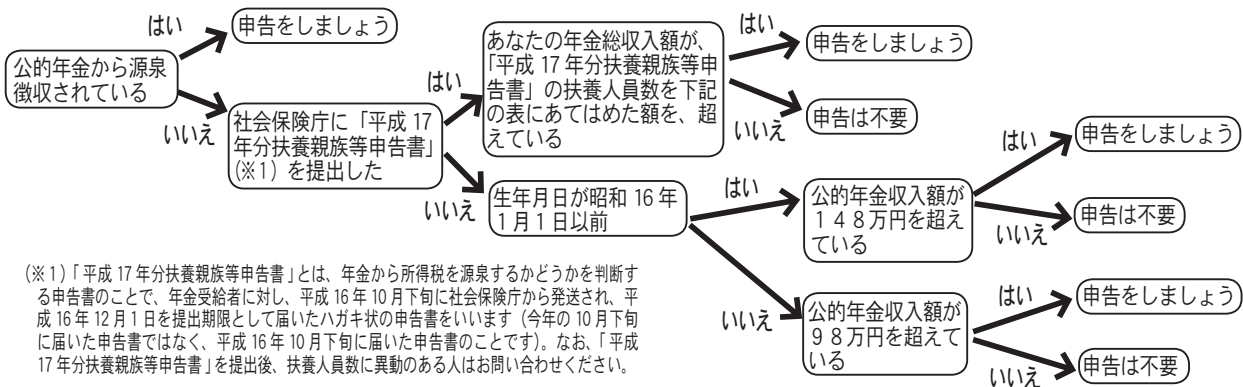 公的年金から源泉
徴収されている
はい
申告をしましょう
いいえ
社会保険庁に「平成 17
年分扶養親族等申告書」
(※1) を提出した
はい
あなたの年金総収入額が、
「平成 17 年分扶養親族等申
告書」の扶養人員数を下記
の表にあてはめた額を、超
えている
はい
申告をしましょう
いいえ
申告は不要
いいえ
生年月日が昭和 16 年
1月1日以前
はい
公的年金収入額が
148万円を超え
ている
はい
申告をしましょう
いいえ
申告は不要
いいえ
公的年金収入額が
98万円を超えて
いる
はい
申告をしましょう
いいえ
申告は不要
(※1)「平成 17 年分扶養親族等申告書」とは、年金から所得税を源泉するかどうかを判断す
る申告書のことで、年金受給者に対し、平成 16 年 10 月下旬に社会保険庁から発送され、平
成 16 年 12 月 1 日を提出期限として届いたハガキ状の申告書をいいます（今年の 10 月下旬
に届いた申告書ではなく、平成 16 年 10 月下旬に届いた申告書のことです）。なお、「平成
17 年分扶養親族等申告書」を提出後、扶養人員数に異動のある人はお問い合わせください。